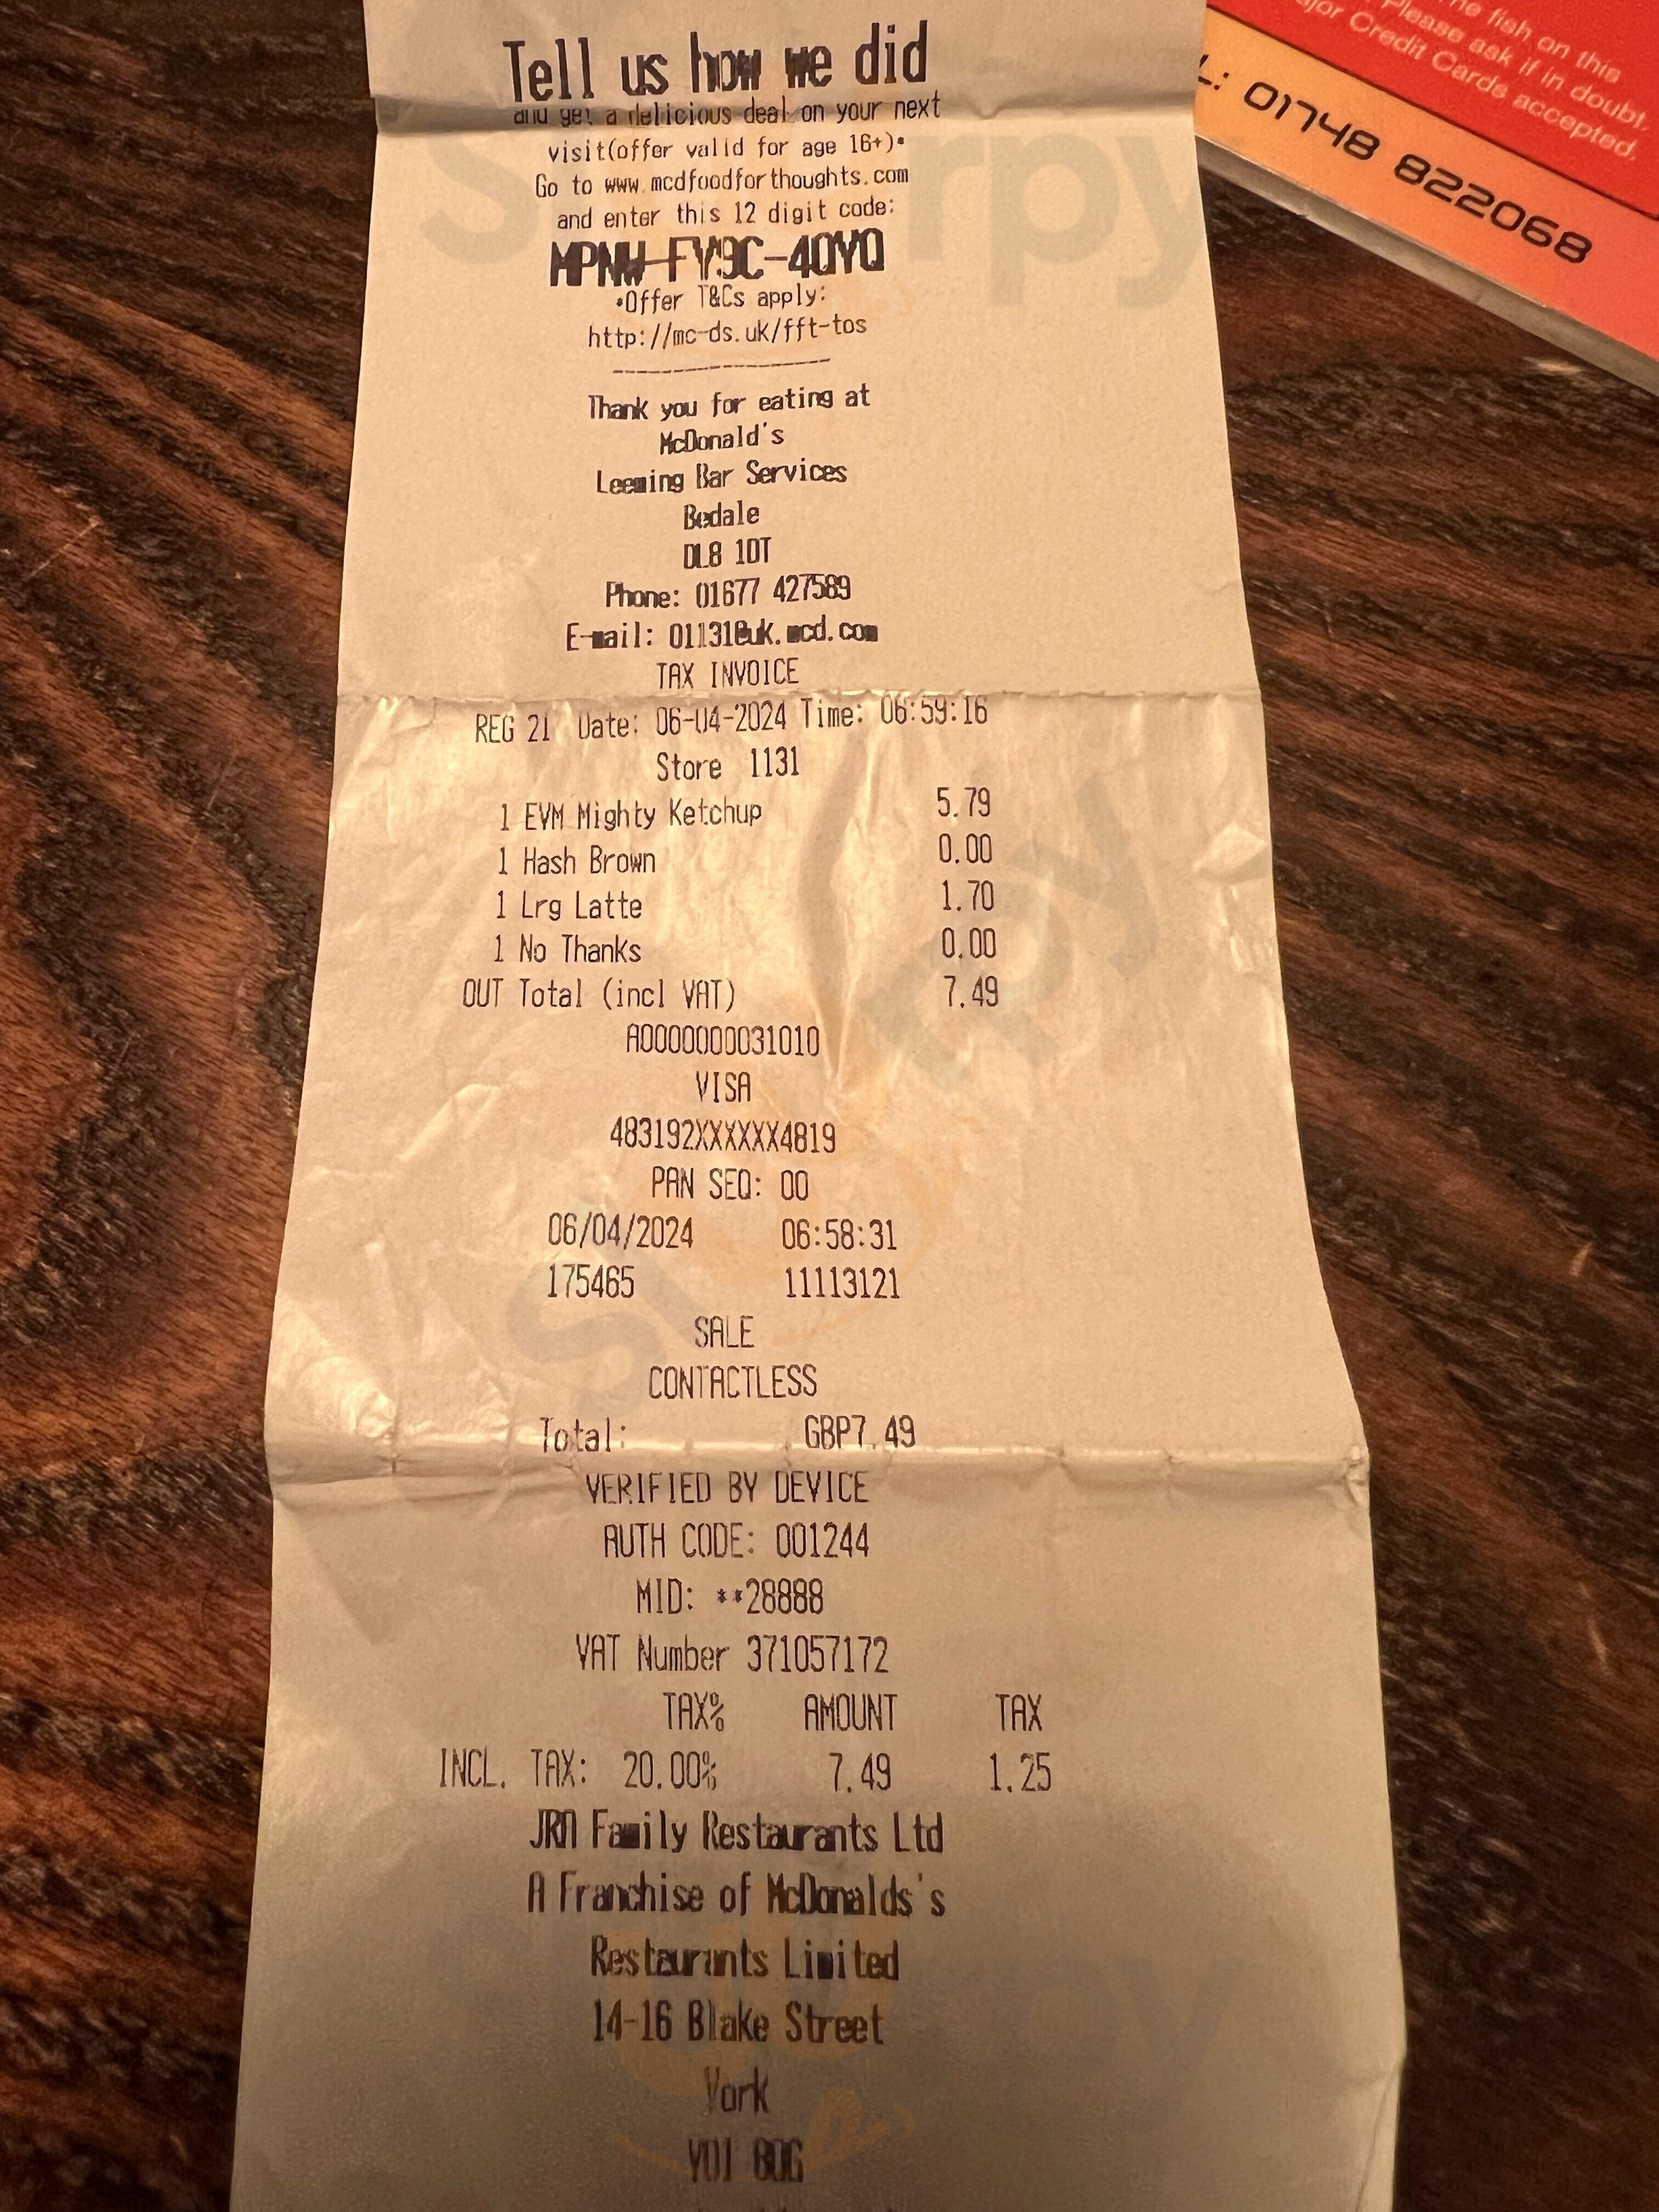 Tell us how we did
and get a delicious deal on your next
visit(offer valid for age 16+)*
Go to www.mcdfoodforthoughts.com
and enter this 12 digit code:
MPNW-FV9C-4QYQ
*Offer T&Cs apply:
http://mc-ds.uk/fft-tos
Thank you for eating at
McDonald's
Leeming Bar Services
Bedale
DL8 1DT
Phone: 01677 427589
E-mail: 01131@uk.mcd.com
TAX INVOICE
REG 21 Date: 06-04-2024 Time: 06:59:16
Store 1131
1 EVM Mighty Ketchup 5.79
1 Hash Brown 0.00
1 Lrg Latte 1.70
1 No Thanks 0.00
OUT Total (incl VAT) 7.49
A0000000031010
VISA
483192XXXXXX4819
PAN SEQ: 00
06/04/2024 06:58:31
175465 11113121
SALE
CONTACTLESS
Total: GBP7.49
VERIFIED BY DEVICE
AUTH CODE: 001244
MID: **28888
VAT Number 371057172
TAX% AMOUNT TAX
INCL. TAX: 20.00% 7.49 1.25
JRA Family Restaurants Ltd
A Franchise of McDonalds's
Restaurants Limited
14-16 Blake Street
York
YO1
fish on this
Please ask if in doubt.
Credit Cards accepted.
01748 822068